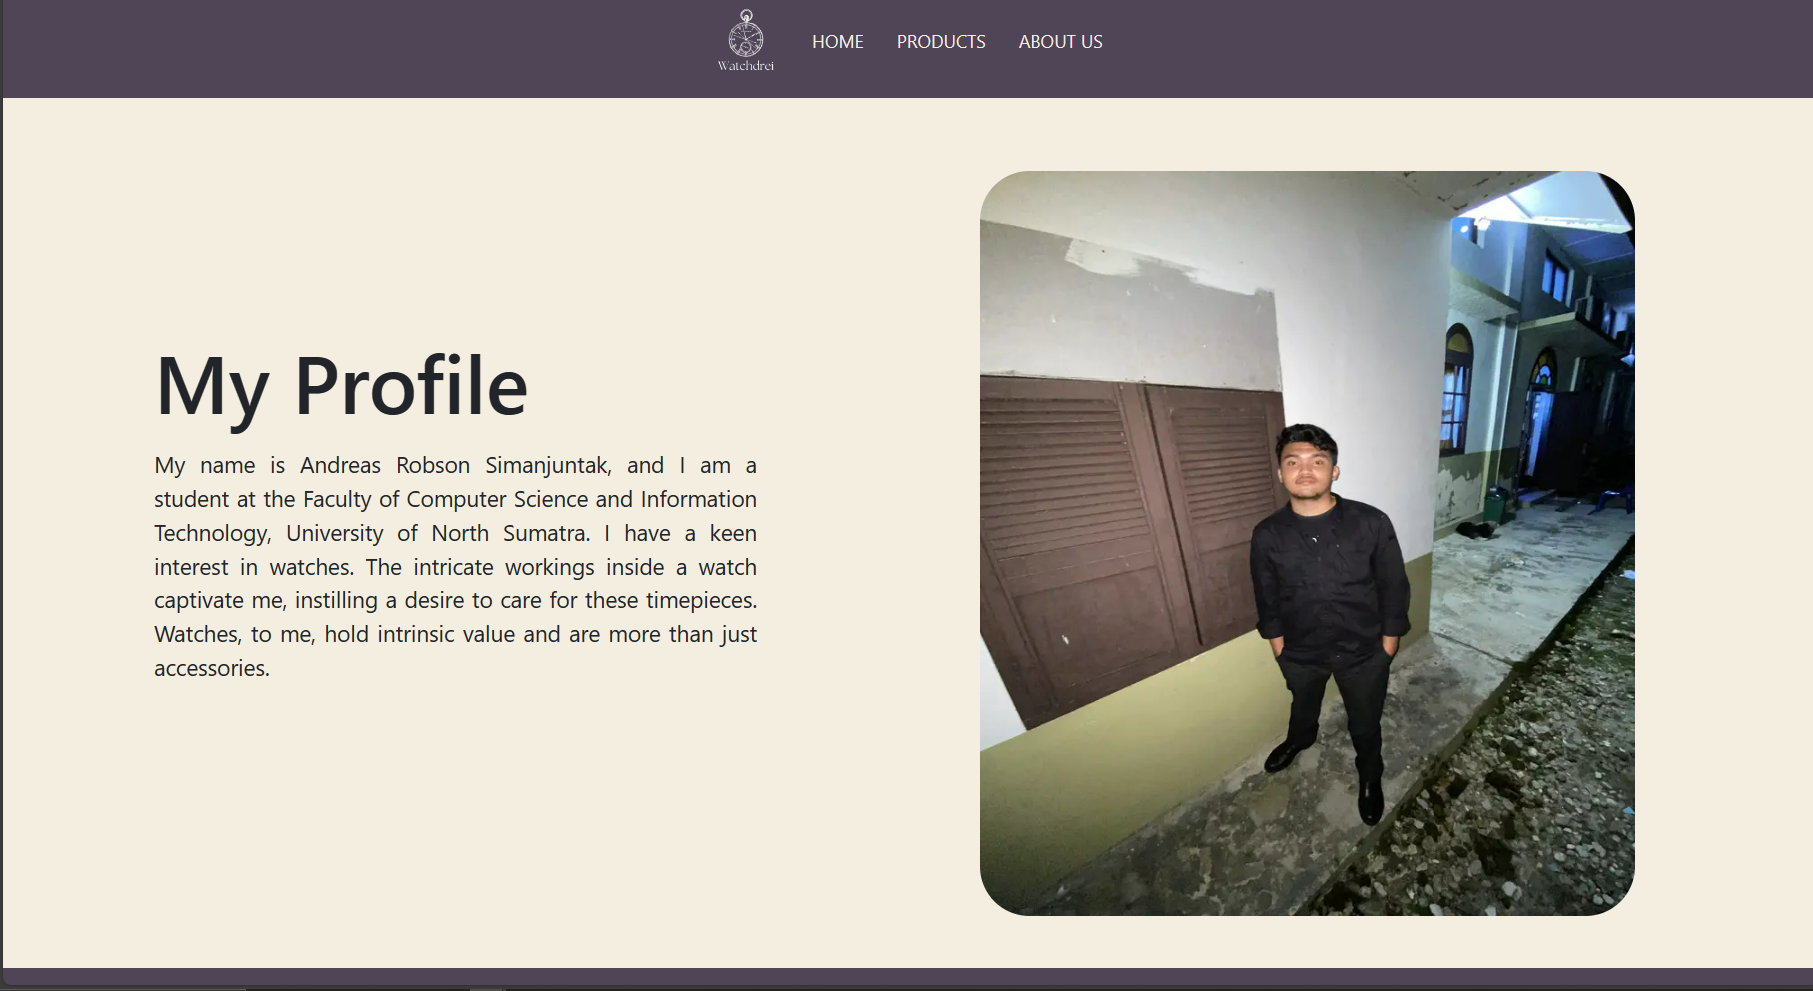 Watchdrei
HOME PRODUCTS ABOUT US
My Profile
My name is Andreas Robson Simanjuntak, and I am a
student at the Faculty of Computer Science and Information
Technology, University of North Sumatra. I have a keen
interest in watches. The intricate workings inside a watch
captivate me, instilling a desire to care for these timepieces.
Watches, to me, hold intrinsic value and are more than just
accessories.